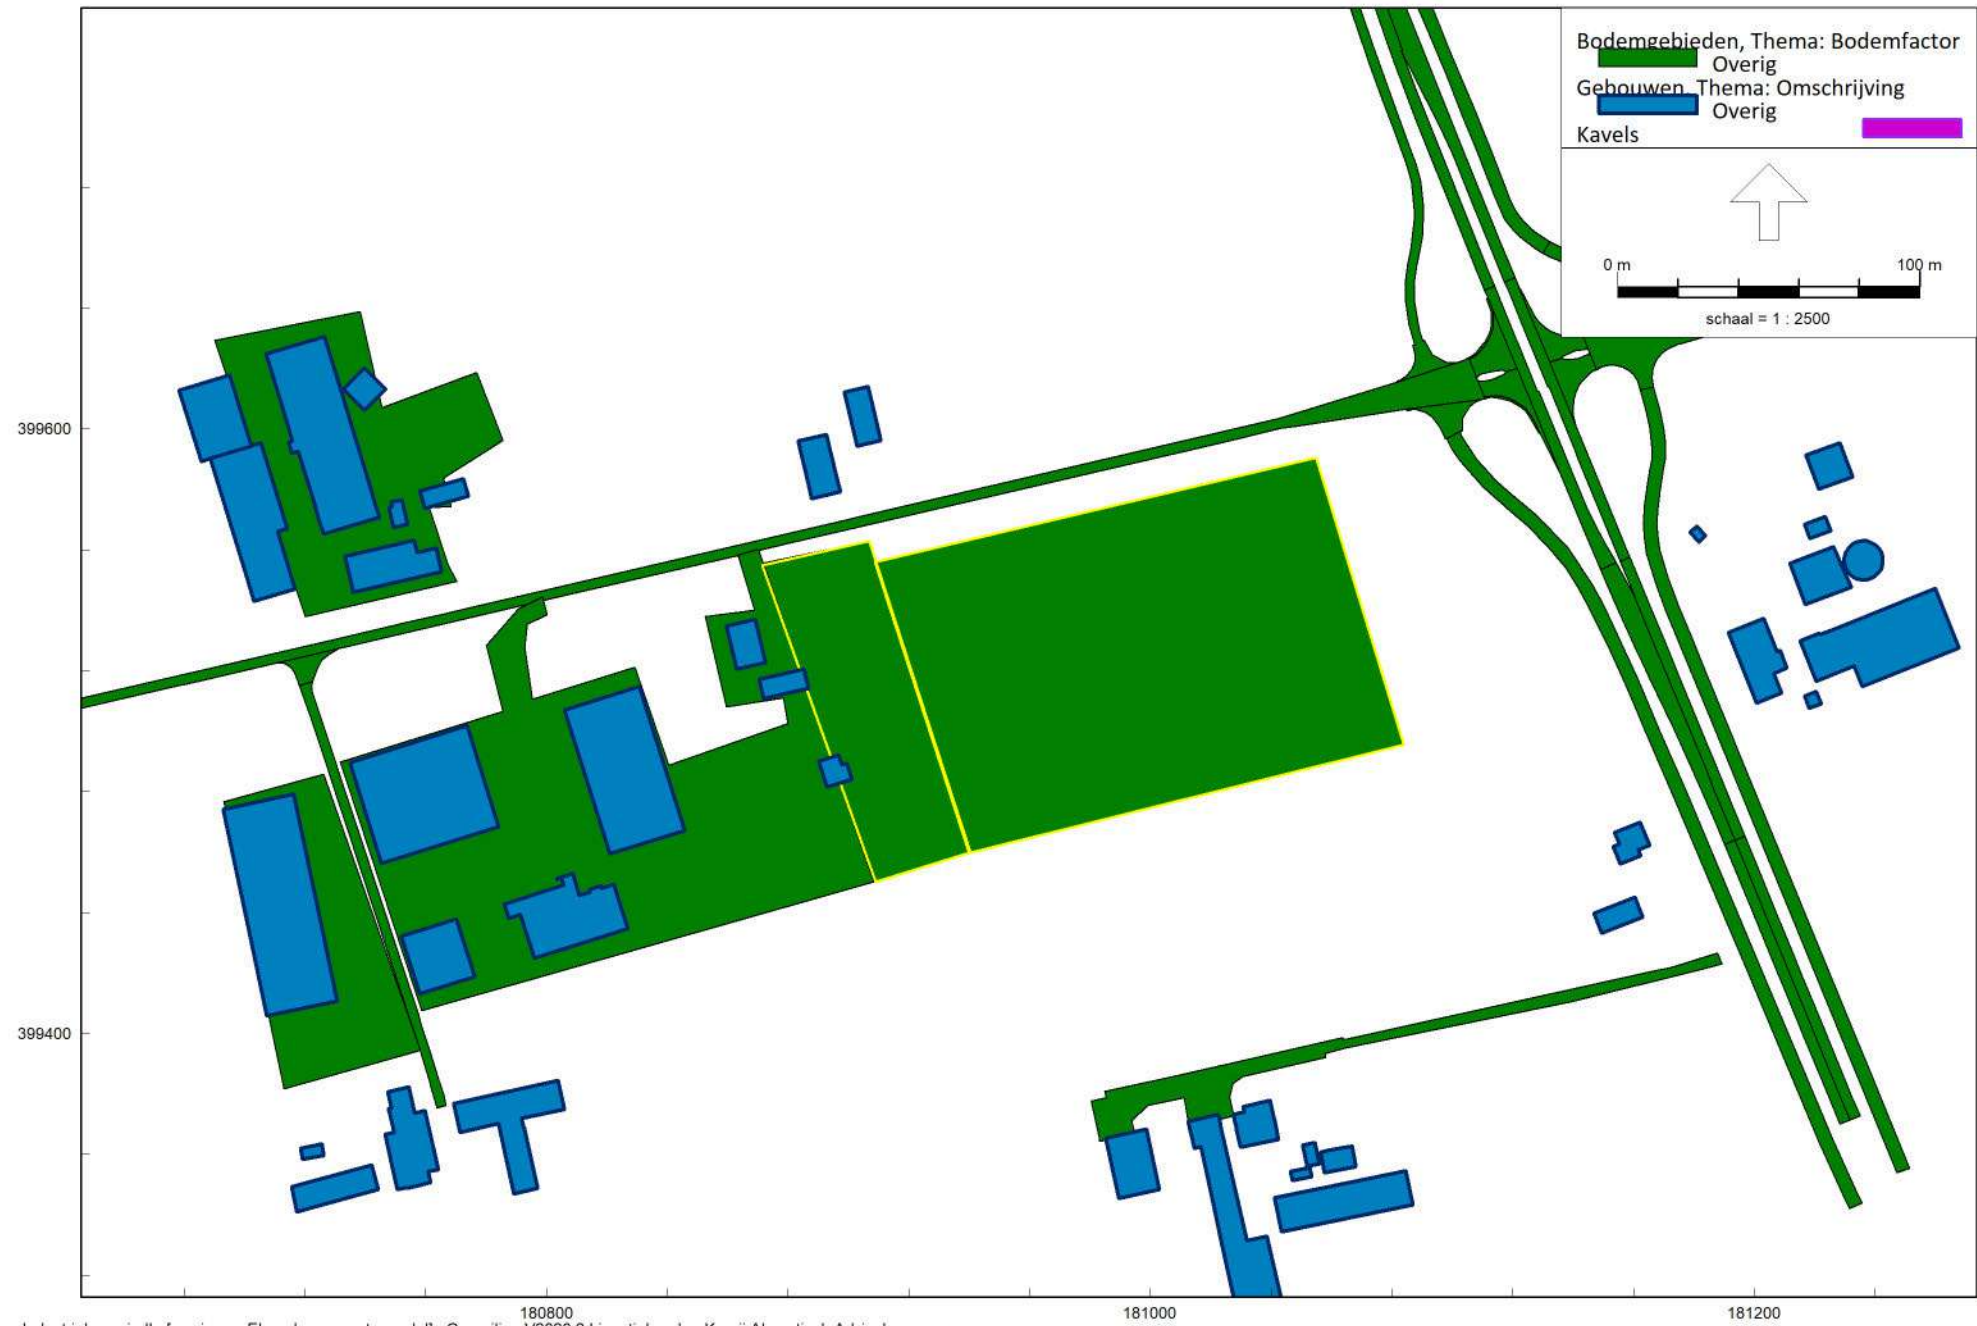 Bodemgebieden, Thema: Bodemfactor
Overig
Gebouwen, Thema: Omschrijving
Overig
Kavels
0 m 100 m
schaal = 1 : 2500
399600
399400
180800 181000 181200